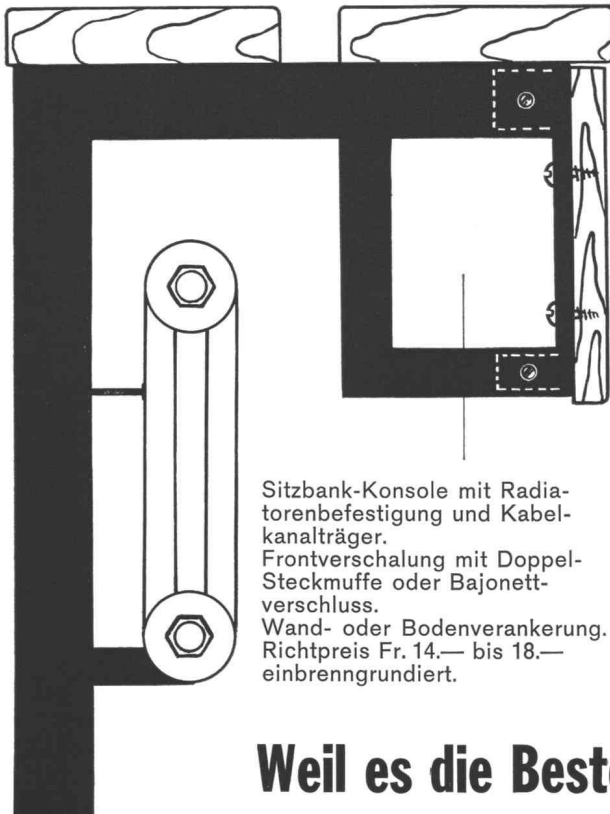 Sitzbank-Konsole mit Radia-
torenbefestigung und Kabel-
kanalträger.
Frontverschalung mit Doppel-
Steckmuffe oder Bajonett-
verschluss.
Wand- oder Bodenverankerung.
Richtpreis Fr. 14.— bis 18.—
einbrenngrundiert.
Weil es die Beste